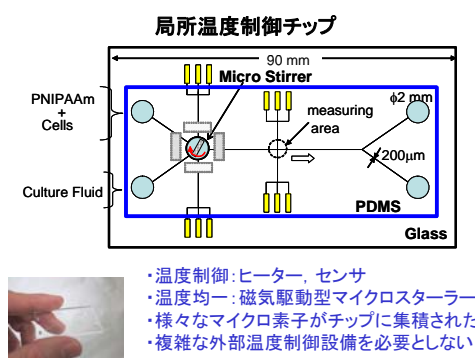 局所温度制御チップ
90 mm
Micro Stirrer
PNIPAAm
+
Cells
φ2 mm
measuring
area
200μm
Culture Fluid
PDMS
Glass
・温度制御：ヒーター，センサ
・温度均一：磁気駆動型マイクロスターラー
・様々なマイクロ素子がチップに集積された
・複雑な外部温度制御設備を必要としない